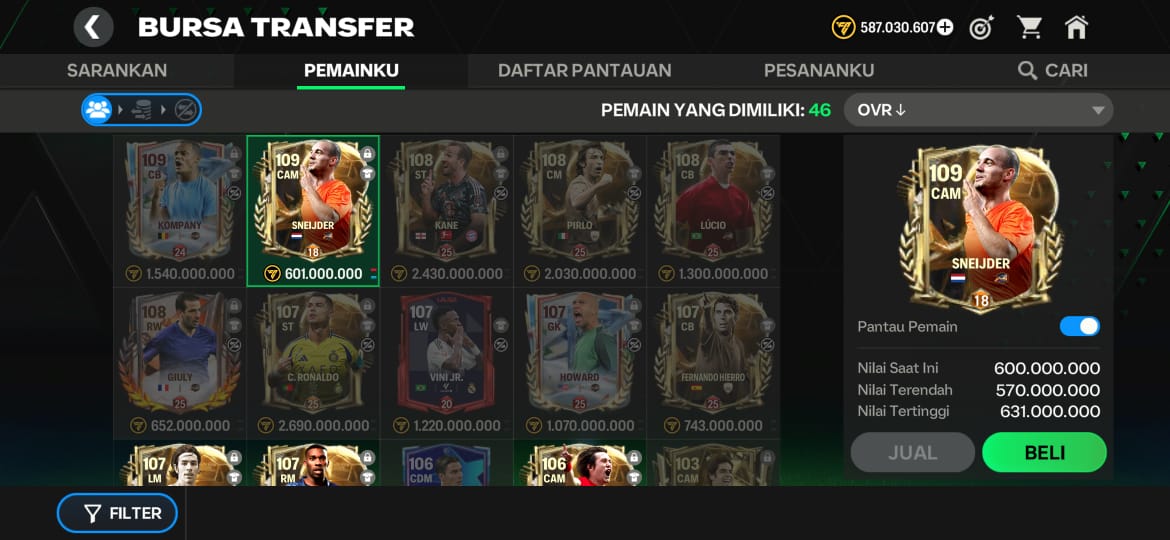 BURSA TRANSFER
587.030.607
SARANKAN
PEMAINKU
DAFTAR PANTAUAN
PESANANKU
CARI
PEMAIN YANG DIMILIKI: 46
OVR ↓
109
CB
KOMPANY
24
1.540.000.000
109
CAM
SNEIJDER
18
601.000.000
108
ST
KANE
25
2.430.000.000
108
CM
PIRLO
25
2.030.000.000
108
CB
LÚCIO
25
1.300.000.000
108
RW
GIULY
25
652.000.000
107
ST
C. RONALDO
25
2.690.000.000
107
LW
VINI JR.
20
1.220.000.000
107
GK
HOWARD
25
1.070.000.000
107
CB
FERNANDO HIERRO
25
743.000.000
107
LM
107
RM
106
CDM
106
CAM
103
CAM
109
CAM
SNEIJDER
18
Pantau Pemain
Nilai Saat Ini 600.000.000
Nilai Terendah 570.000.000
Nilai Tertinggi 631.000.000
JUAL
BELI
FILTER